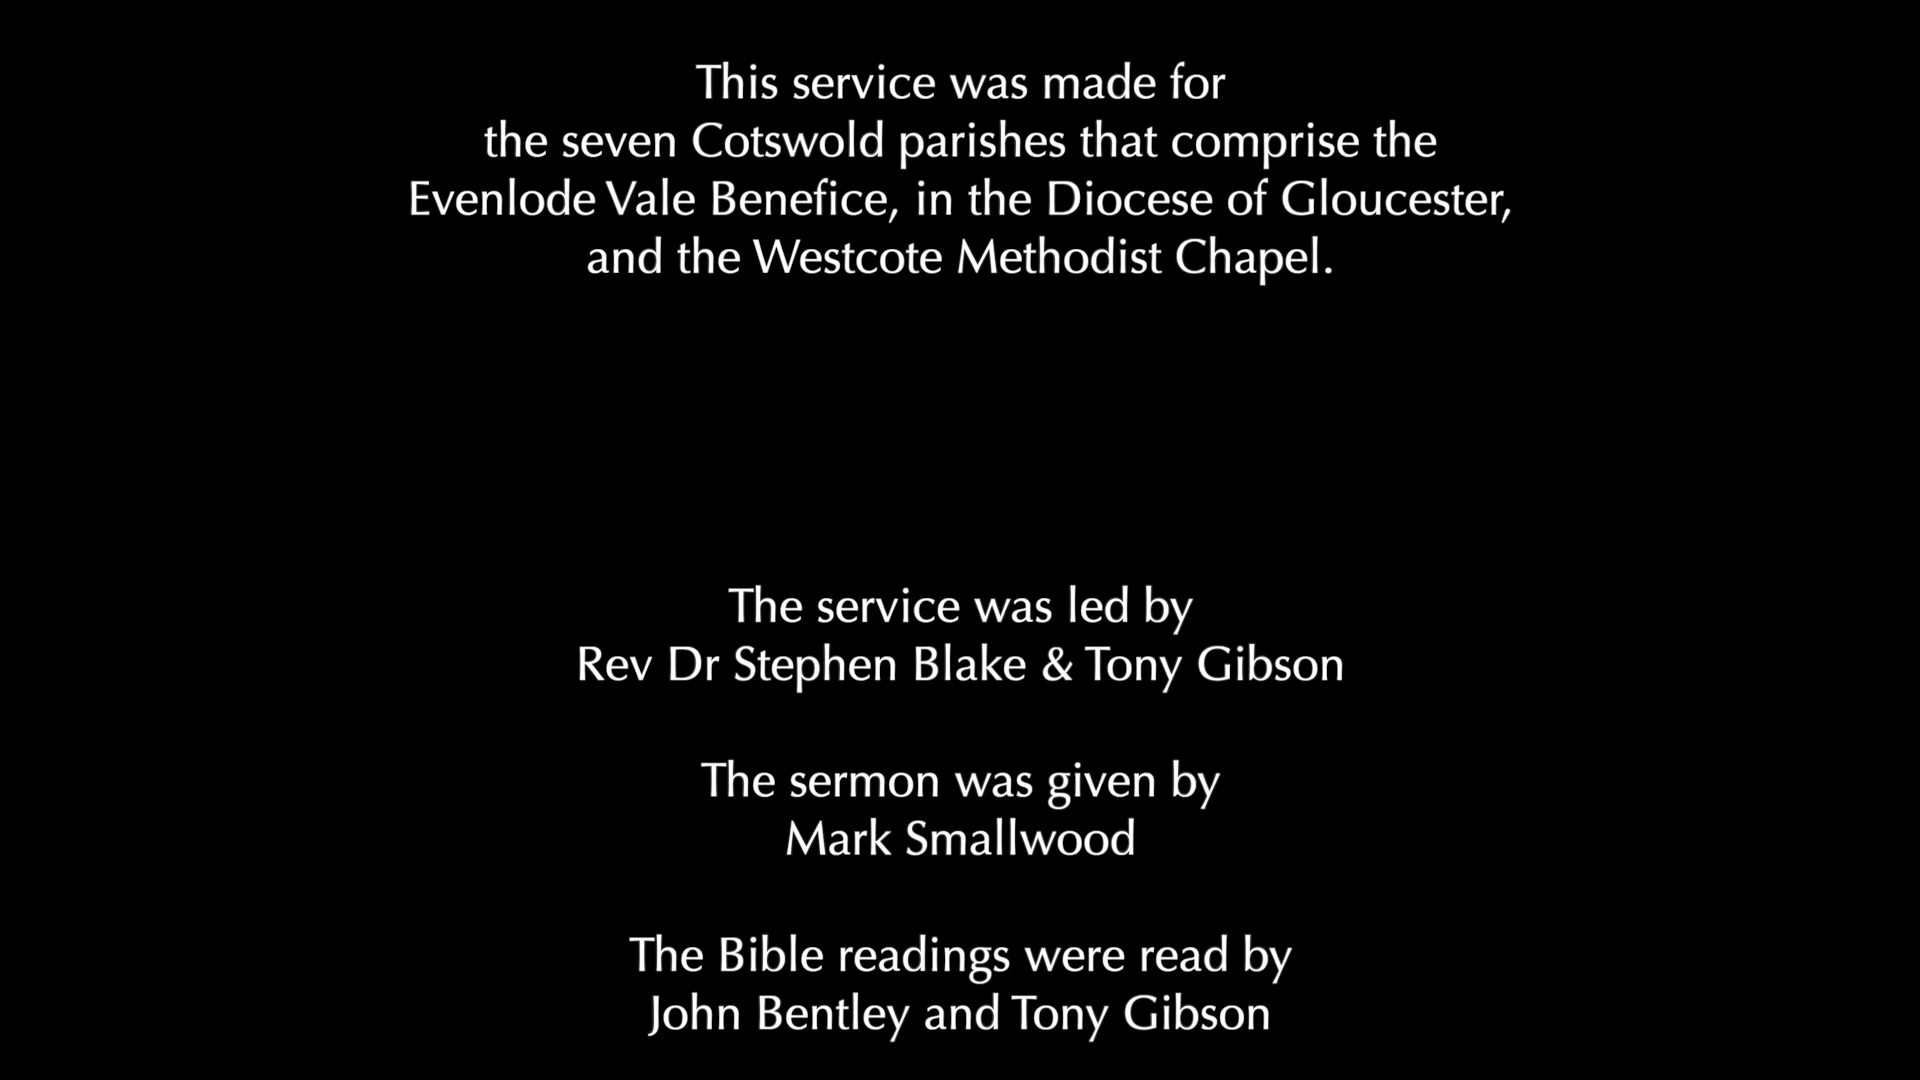 This service was made for
the seven Cotswold parishes that comprise the
Evenlode Vale Benefice, in the Diocese of Gloucester,
and the Westcote Methodist Chapel.
The service was led by
Rev Dr Stephen Blake & Tony Gibson
The sermon was given by
Mark Smallwood
The Bible readings were read by
John Bentley and Tony Gibson